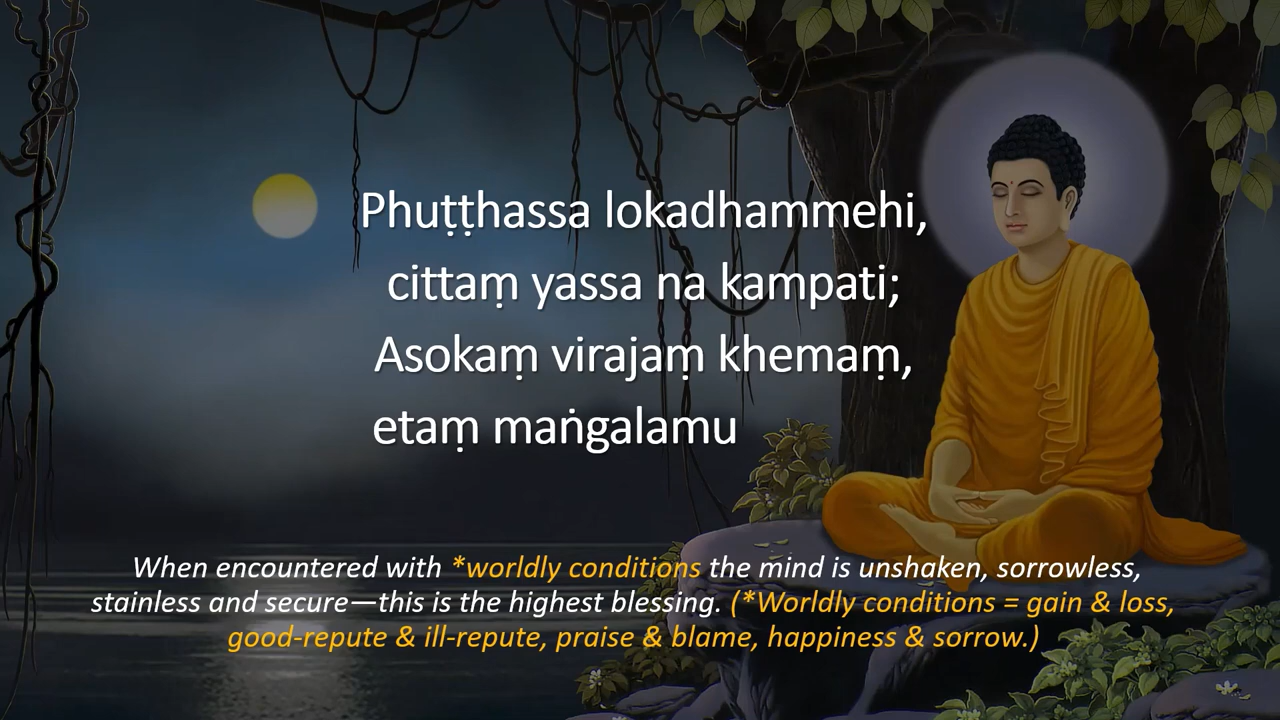 Phuṭṭhassa lokadhammehi,
cittaṃ yassa na kampati;
Asokaṃ virajaṃ khemaṃ,
etaṃ maṅgalamu
When encountered with *worldly conditions the mind is unshaken, sorrowless,
stainless and secure—this is the highest blessing. (*Worldly conditions = gain & loss,
good-repute & ill-repute, praise & blame, happiness & sorrow.)